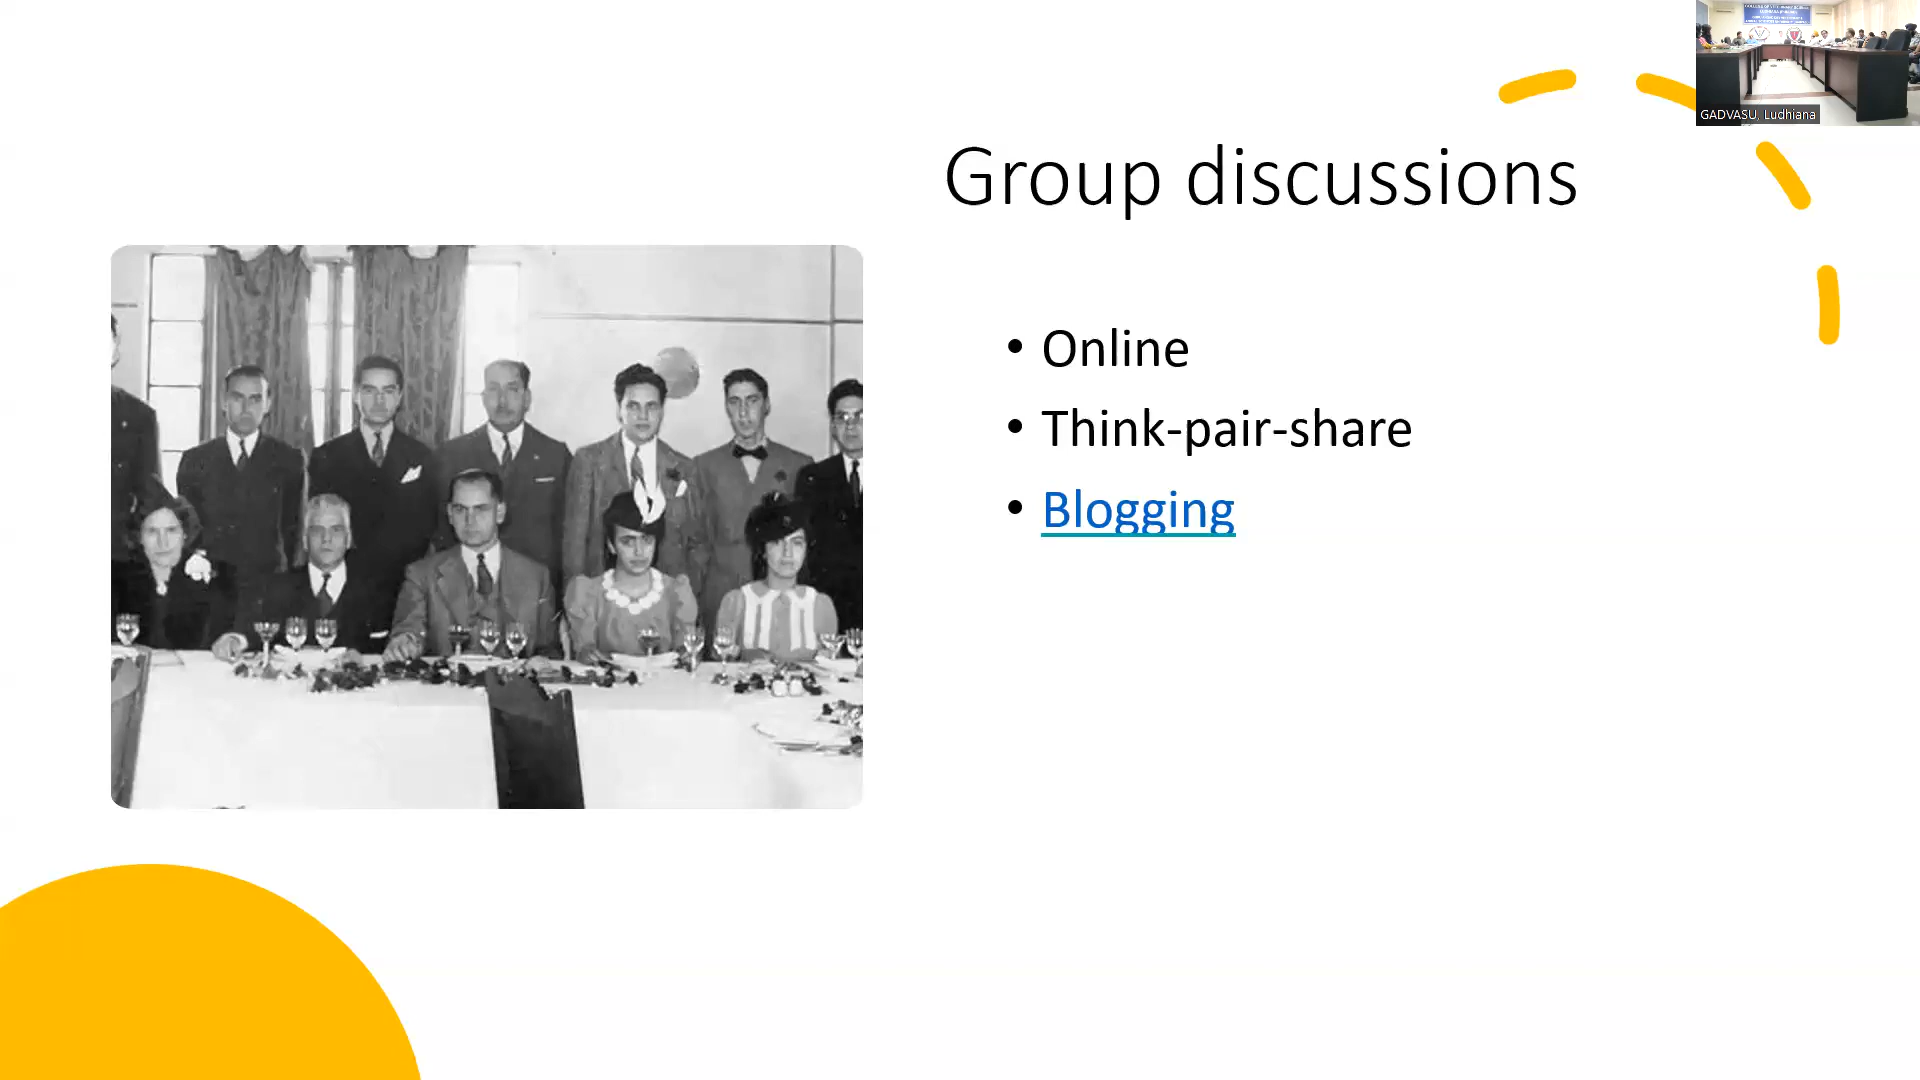 GADVASU, Ludhiana
Group discussions
• Online
• Think-pair-share
• Blogging